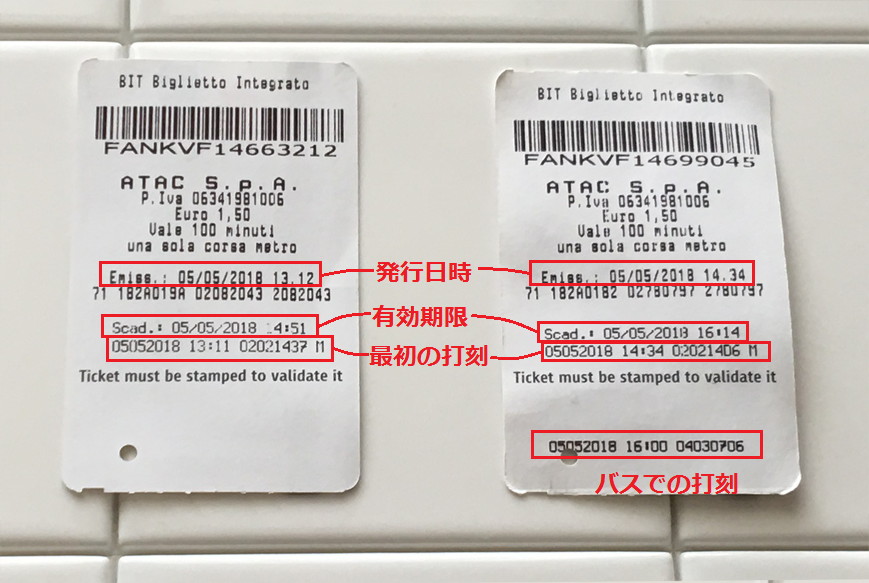 BIT Biglietto Integrato
FANKVF14663212
ATAC S.p.A.
P.Iva 06341981006
Euro 1,50
Vale 100 minuti
una sola corsa metro
Emiss.: 05/05/2018 13.12
71 182A019A 02082043 2082043
Scad.: 05/05/2018 14:51
05052018 13:11 02021437 M
Ticket must be stamped to validate it
発行日時
有効期限
最初の打刻
BIT Biglietto Integrato
FANKVF14699045
ATAC S.p.A.
P.Iva 06341981006
Euro 1,50
Vale 100 minuti
una sola corsa metro
Emiss.: 05/05/2018 14.34
71 182A0182 02780797 2780797
Scad.: 05/05/2018 16:14
05052018 14:34 02021406 M
Ticket must be stamped to validate it
05052018 16:00 04030706
バスでの打刻